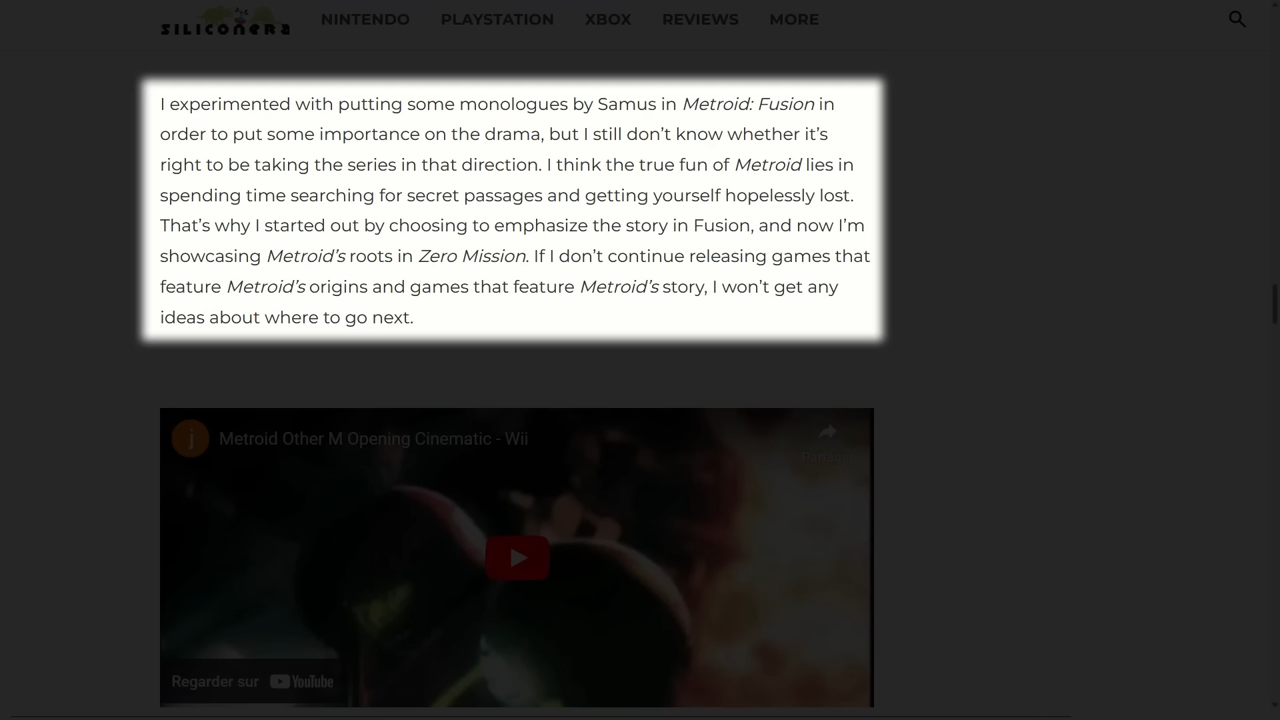 SILICONERA
NINTENDO PLAYSTATION XBOX REVIEWS MORE
I experimented with putting some monologues by Samus in Metroid: Fusion in
order to put some importance on the drama, but I still don’t know whether it’s
right to be taking the series in that direction. I think the true fun of Metroid lies in
spending time searching for secret passages and getting yourself hopelessly lost.
That’s why I started out by choosing to emphasize the story in Fusion, and now I’m
showcasing Metroid’s roots in Zero Mission. If I don’t continue releasing games that
feature Metroid’s origins and games that feature Metroid’s story, I won’t get any
ideas about where to go next.
i Metroid Other M Opening Cinematic - Wii
Regarder sur YouTube